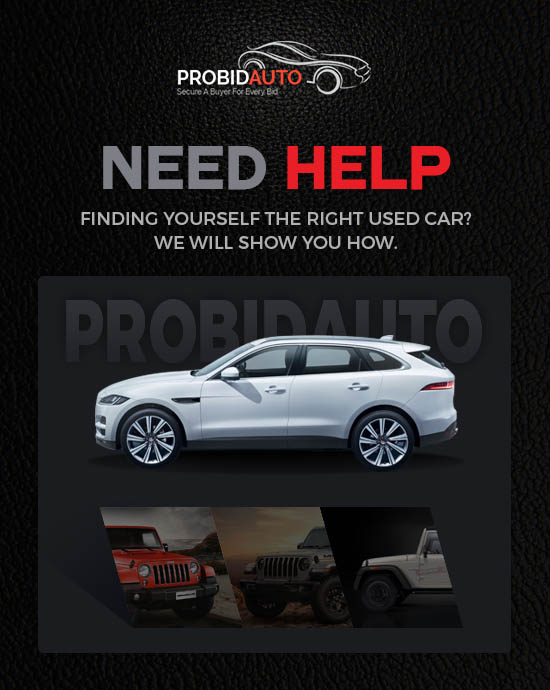 PROBIDAUTO
Secure A Buyer For Every Bid
NEED HELP
FINDING YOURSELF THE RIGHT USED CAR?
WE WILL SHOW YOU HOW.
PROBIDAUTO